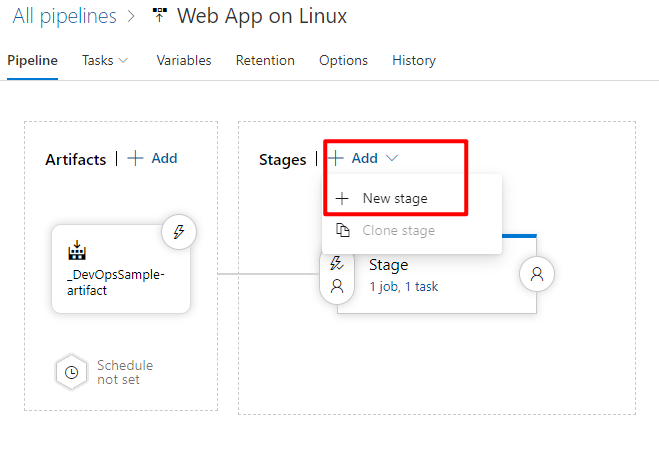 All pipelines > Web App on Linux
Pipeline Tasks Variables Retention Options History
Artifacts | + Add
Stages | + Add
+ New stage
Clone stage
_DevOpsSample-
artifact
Stage
1 job, 1 task
Schedule
not set